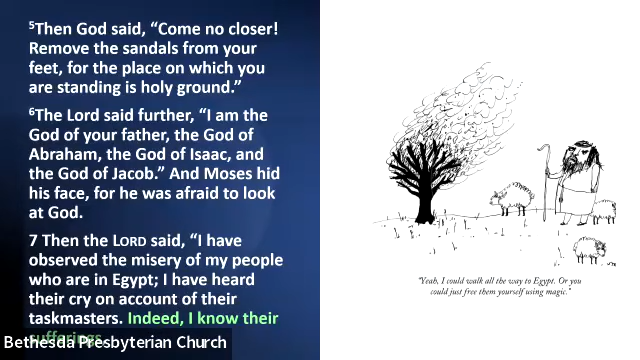 ⁵Then God said, “Come no closer!
Remove the sandals from your
feet, for the place on which you
are standing is holy ground.”
⁶The Lord said further, “I am the
God of your father, the God of
Abraham, the God of Isaac, and
the God of Jacob.” And Moses hid
his face, for he was afraid to look
at God.
7 Then the LORD said, “I have
observed the misery of my people
who are in Egypt; I have heard
their cry on account of their
taskmasters. Indeed, I know their
Bethesda Presbyterian Church
"Yeah, I could walk all the way to Egypt. Or you
could just free them yourself using magic."